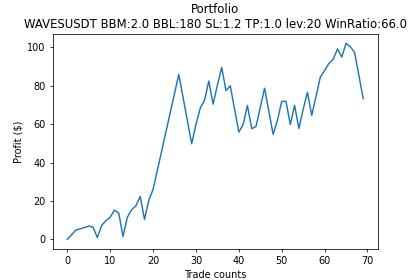 Portfolio
WAVESUSDT BBM:2.0 BBL:180 SL:1.2 TP:1.0 lev:20 WinRatio:66.0
100
80
60
40
20
0
Profit ($)
0 10 20 30 40 50 60 70
Trade counts